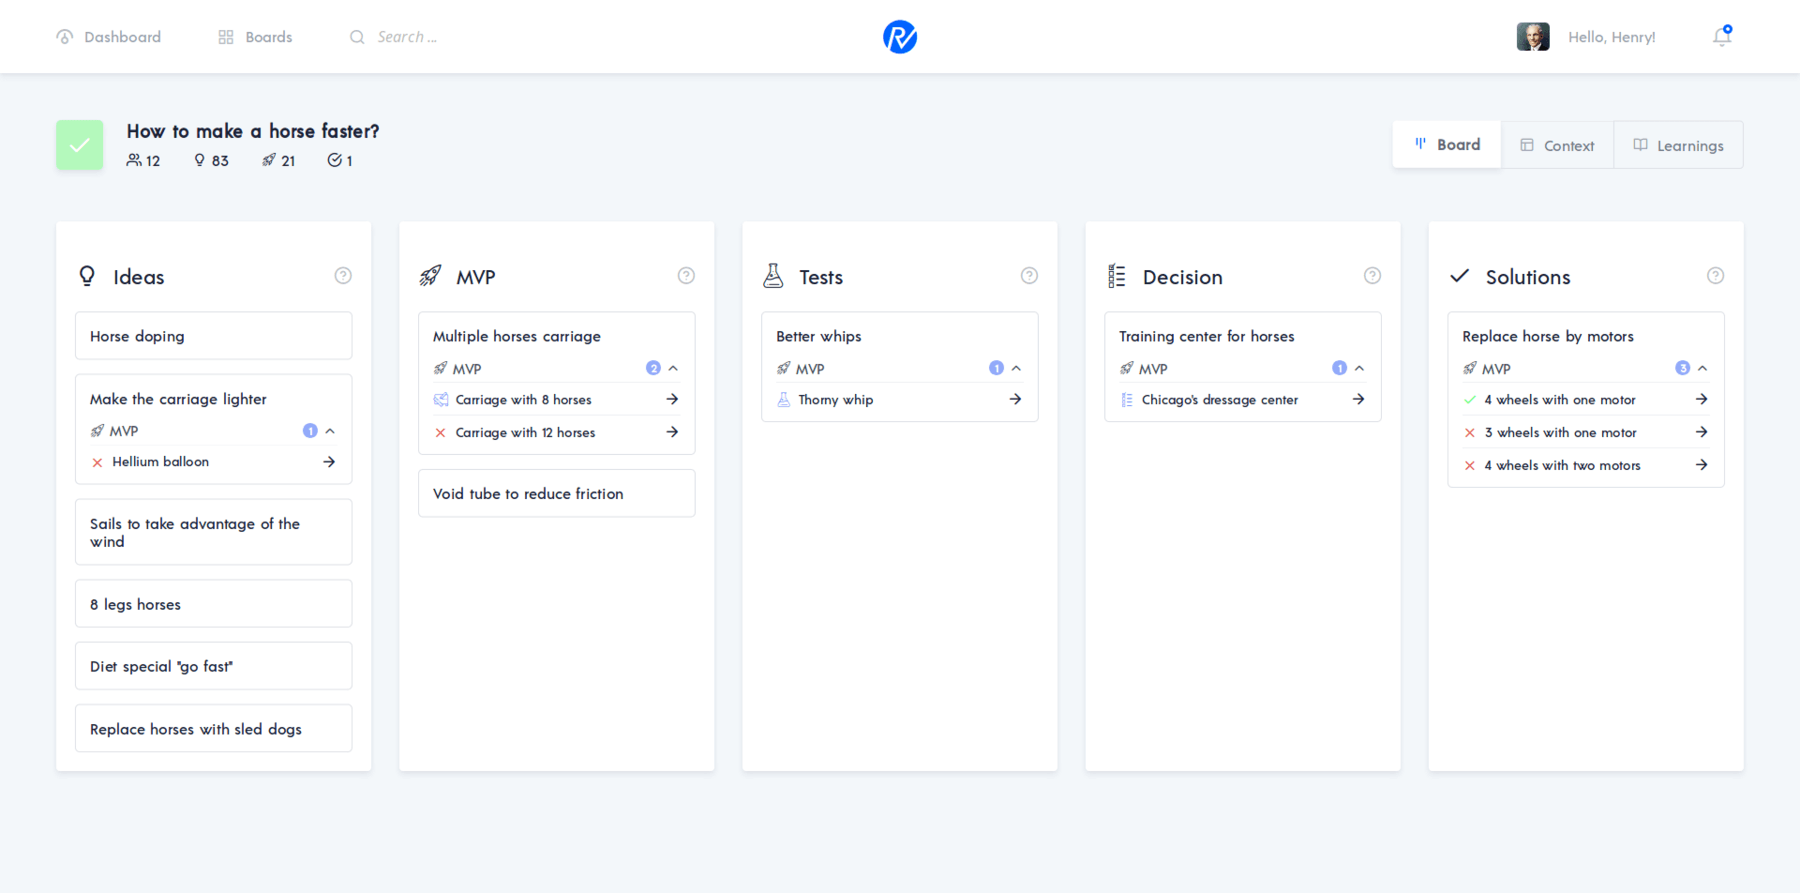 Dashboard
Boards
Search ...
Hello, Henry!
How to make a horse faster?
12 83 21 1
Board
Context
Learnings
Ideas
Horse doping
Make the carriage lighter
MVP 1
Hellium balloon
Sails to take advantage of the
wind
8 legs horses
Diet special "go fast"
Replace horses with sled dogs
MVP
Multiple horses carriage
MVP 2
Carriage with 8 horses
Carriage with 12 horses
Void tube to reduce friction
Tests
Better whips
MVP 1
Thorny whip
Decision
Training center for horses
MVP 1
Chicago's dressage center
Solutions
Replace horse by motors
MVP 3
4 wheels with one motor
3 wheels with one motor
4 wheels with two motors